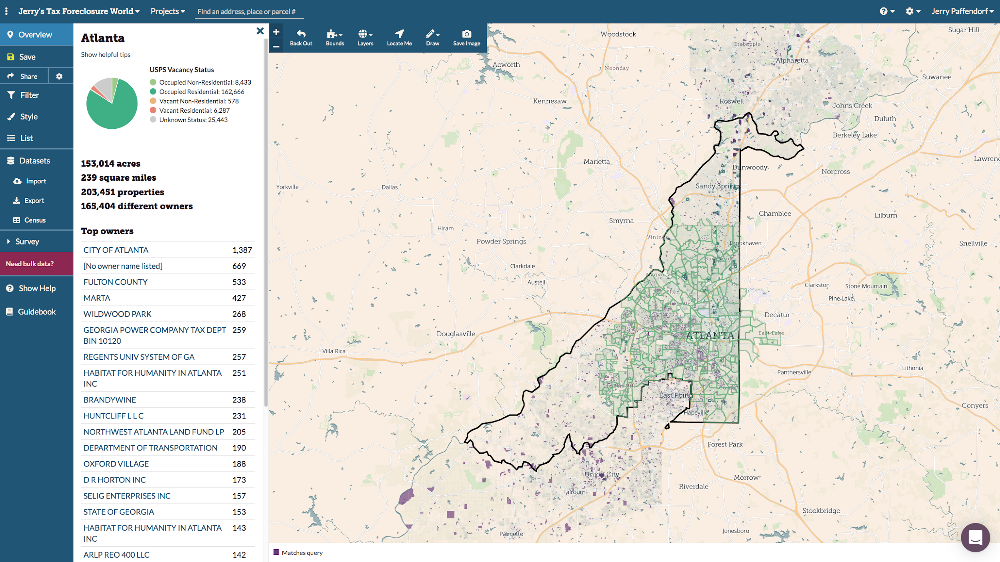 Jerry's Tax Foreclosure World
Projects
Find an address, place or parcel #
Jerry Paffendorf
Overview
Save
Share
Filter
Style
List
Datasets
Import
Export
Census
Survey
Need bulk data?
Show Help
Guidebook
Atlanta
Show helpful tips
USPS Vacancy Status
Occupied Non-Residential: 8,433
Occupied Residential: 162,666
Vacant Non-Residential: 578
Vacant Residential: 6,287
Unknown Status: 25,443
153,014 acres
239 square miles
203,451 properties
165,404 different owners
Top owners
CITY OF ATLANTA 1,387
[No owner name listed] 669
FULTON COUNTY 533
MARTA 427
WILDWOOD PARK 268
GEORGIA POWER COMPANY TAX DEPT 259
BIN 10120
REGENTS UNIV SYSTEM OF GA 257
HABITAT FOR HUMANITY IN ATLANTA 251
INC
BRANDYWINE 238
HUNTCLIFF L L C 231
NORTHWEST ATLANTA LAND FUND LP 205
DEPARTMENT OF TRANSPORTATION 190
OXFORD VILLAGE 188
D R HORTON INC 173
SELIG ENTERPRISES INC 157
STATE OF GEORGIA 153
HABITAT FOR HUMANITY IN ATLANTA 143
INC
ARLP REO 400 LLC 142
+
−
Back Out
Bounds
Layers
Locate Me
Draw
Save Image
Woodstock
Sugar Hill
Crabapple
Alpharetta
Acworth
Noonday
Suwanee
Kennesaw
Roswell
Johns Creek
Duluth
Berkeley Lake
Marietta
Dunwoody
Norcross
Yorkville
Dallas
Sandy Springs
Chamblee
Lilburn
Smyrna
Hiram
Vinings
Powder Springs
Brookhaven
Snellville
Buckhead
Clarkdale
Magnolia
Austell
Clarkston
Stone Mountain
Ellen
Rockdale
Pine Lake
Decatur
Douglasville
ATLANTA
East Lake
Villa Rica
Lithonia
Panthersville
Ben Hill
East Point
Conyers
Hapeville
Forest Park
Union City
Morrow
Riverdale
Fairburn
Stockbridge
Palmetto
Jonesboro
Matches query